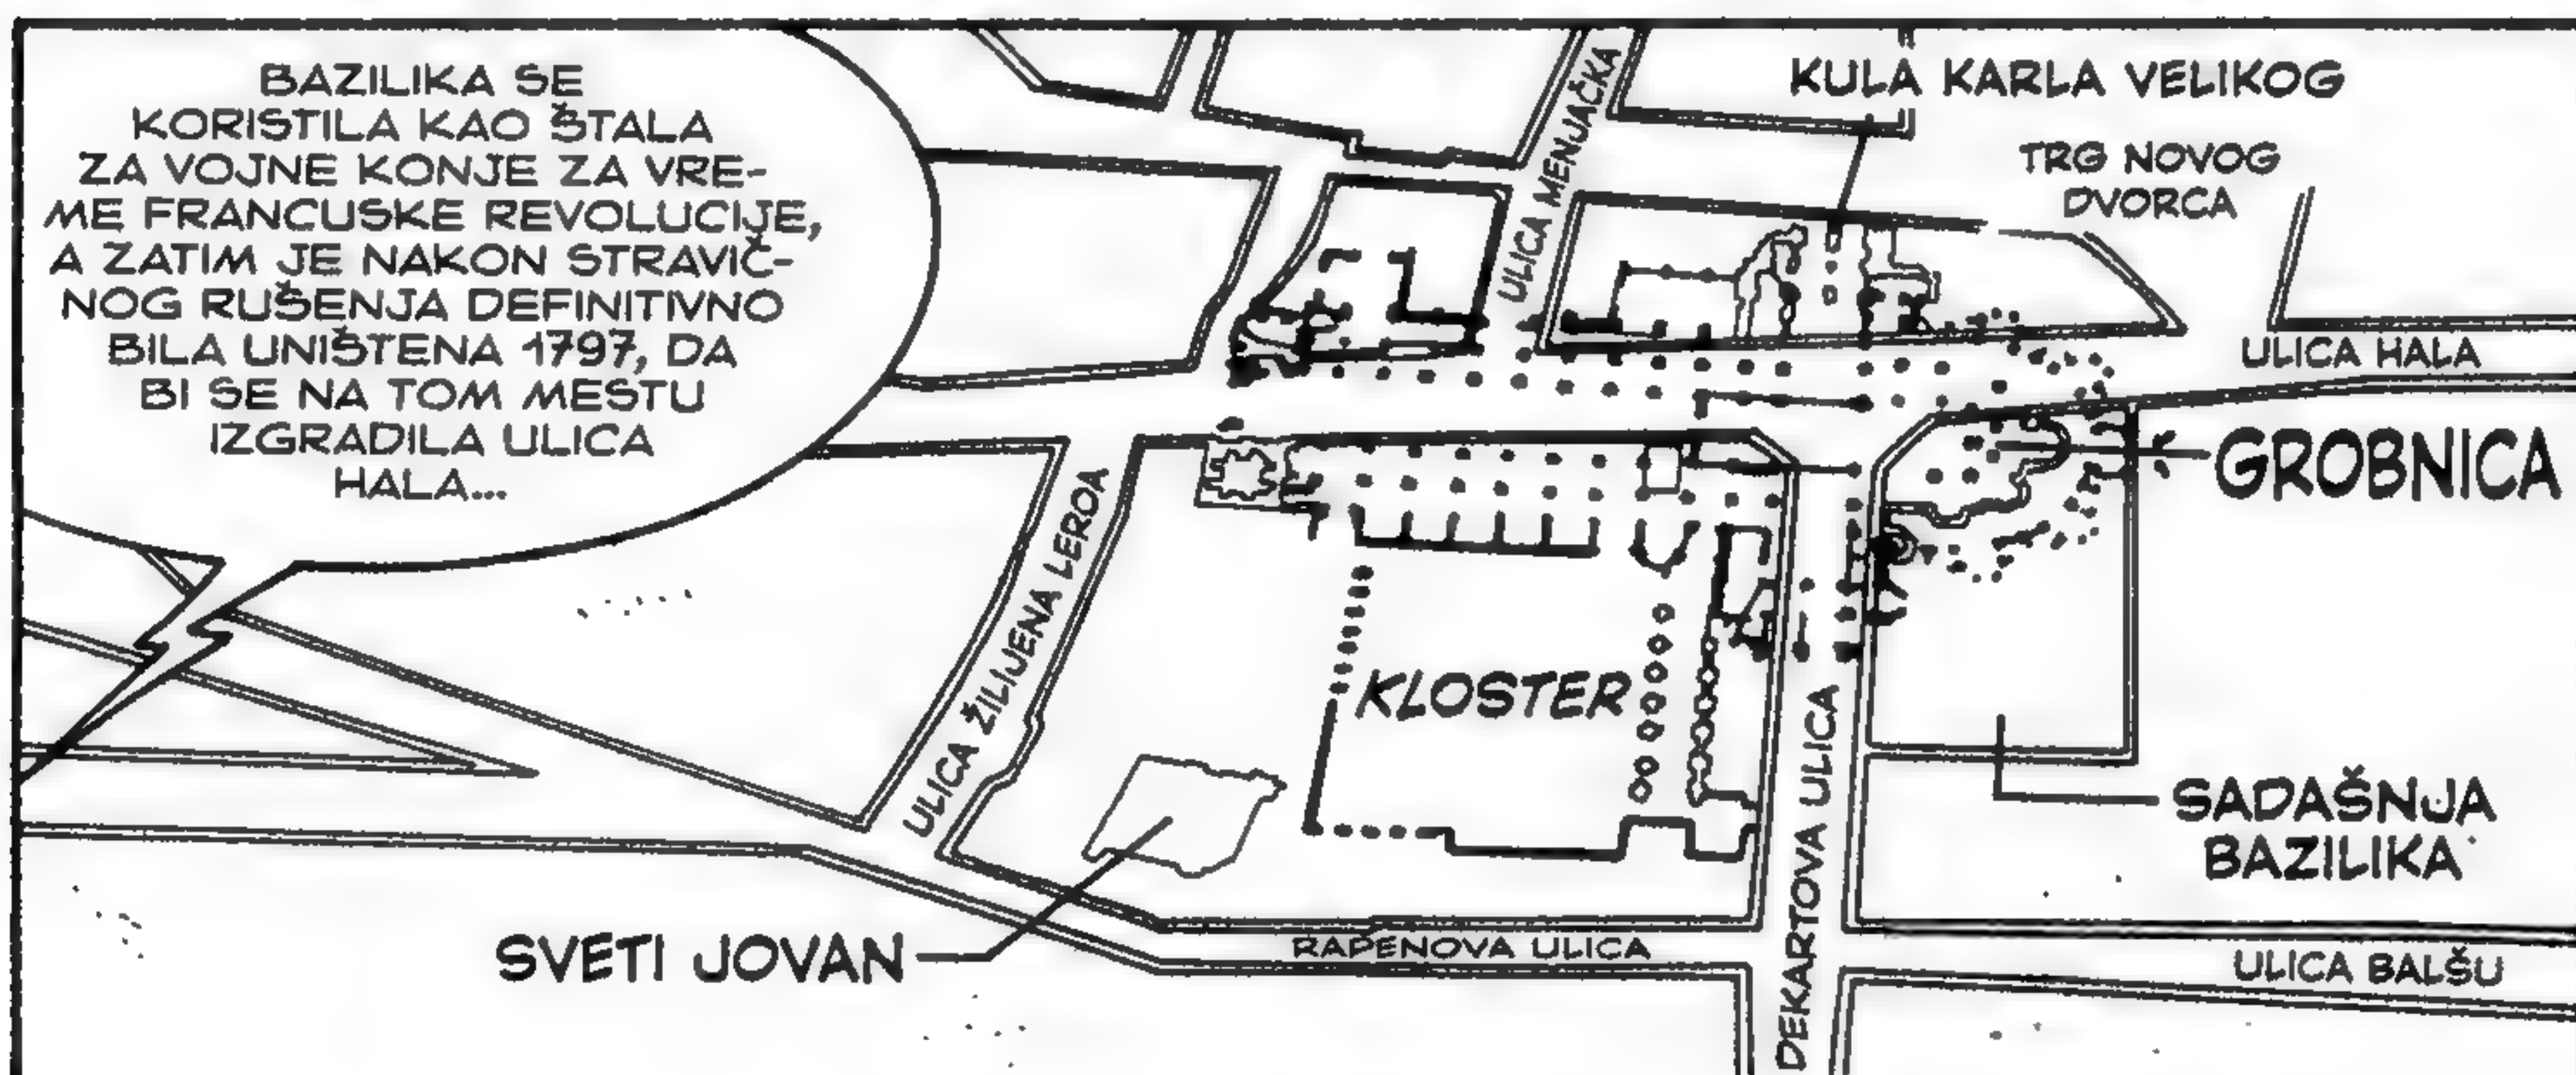 BAZILIKA SE
KORISTILA KAO ŠTALA
ZA VOJNE KONJE ZA VRE-
ME FRANCUSKE REVOLUCIJE,
A ZATIM JE NAKON STRAVIČ-
NOG RUŠENJA DEFINITIVNO
BILA UNIŠTENA 1797, DA
BI SE NA TOM MESTU
IZGRADILA ULICA
HALA...
ULICA MENJAČKA
KULA KARLA VELIKOG
TRG NOVOG
DVORCA
ULICA HALA
GROBNICA
ULICA ŽILIJENA LEROA
KLOSTER
DEKARTOVA ULICA
SADAŠNJA
BAZILIKA
SVETI JOVAN
RAPENOVA ULICA
ULICA BALŠU